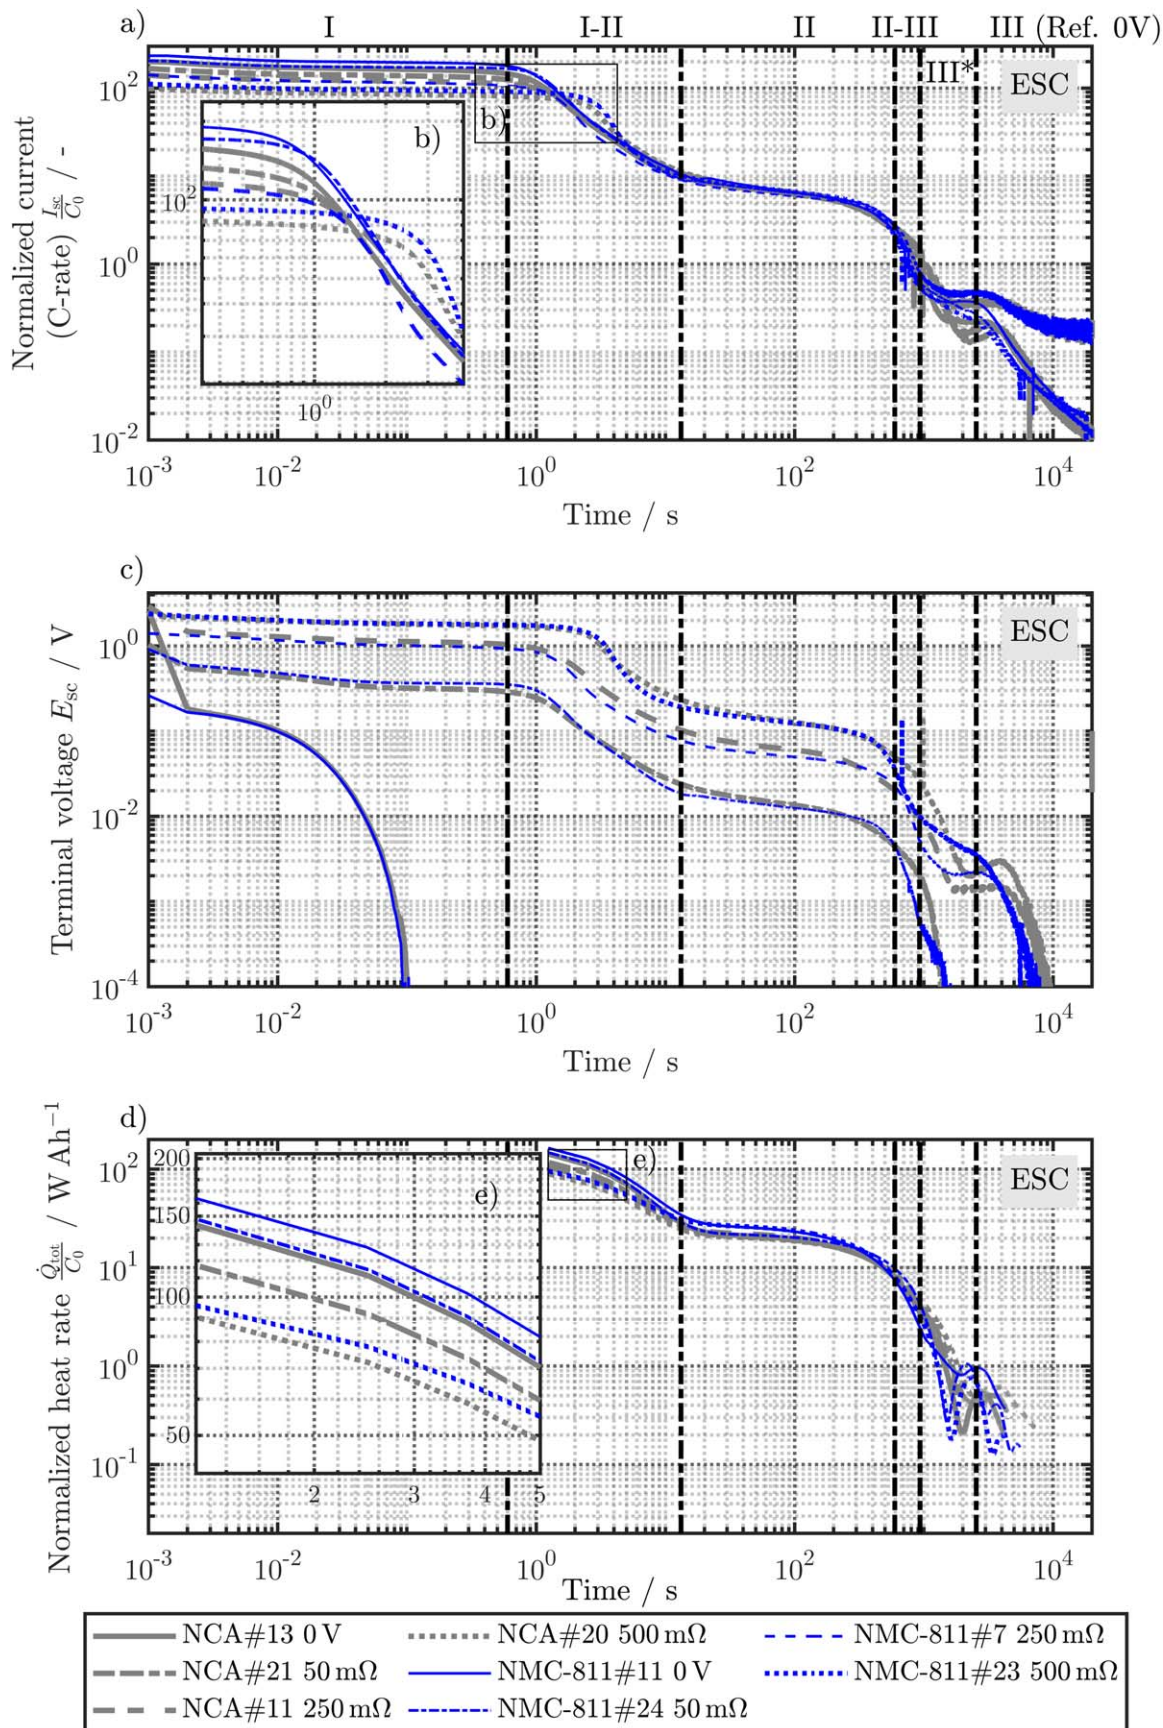 a) I I-II II II-III III (Ref. 0V)
III*
ESC
b)
b)
10^2
10^0
Normalized current
(C-rate) I_sc/C_0 / -
10^2
10^0
10^-2
10^-3 10^-2 10^0 10^2 10^4
Time / s
c)
ESC
Terminal voltage E_sc / V
10^0
10^-2
10^-4
10^-3 10^-2 10^0 10^2 10^4
Time / s
d)
ESC
e)
e)
200
150
100
50
2 3 4 5
Normalized heat rate Q̇_tot/C_0 / W Ah^-1
10^2
10^1
10^0
10^-1
10^-3 10^-2 10^0 10^2 10^4
Time / s
NCA#13 0 V NCA#20 500 mΩ NMC-811#7 250 mΩ
NCA#21 50 mΩ NMC-811#11 0 V NMC-811#23 500 mΩ
NCA#11 250 mΩ NMC-811#24 50 mΩ